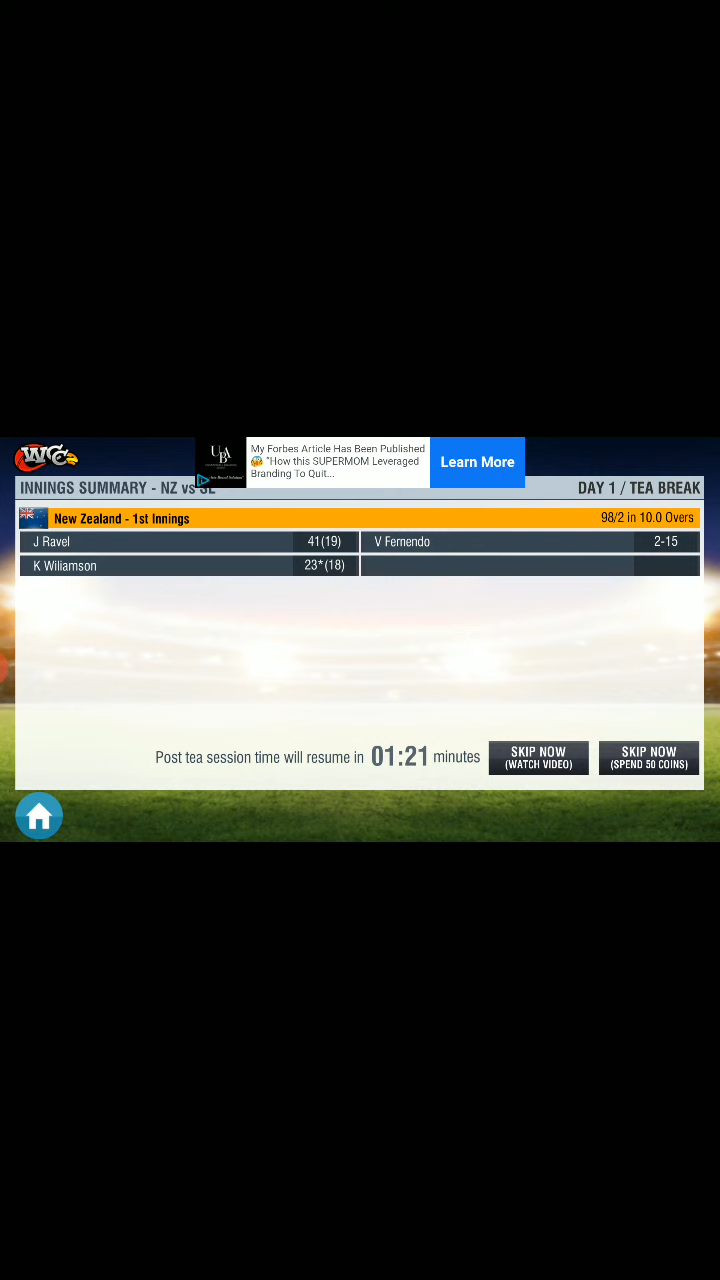 WCC
UBA
My Forbes Article Has Been Published
😱 "How this SUPERMOM Leveraged
Branding To Quit...
Learn More
INNINGS SUMMARY - NZ vs SL
DAY 1 / TEA BREAK
New Zealand - 1st Innings 98/2 in 10.0 Overs
J Ravel 41(19) V Fernendo 2-15
K Wiliamson 23*(18)
Post tea session time will resume in 01:21 minutes
SKIP NOW
(WATCH VIDEO)
SKIP NOW
(SPEND 50 COINS)